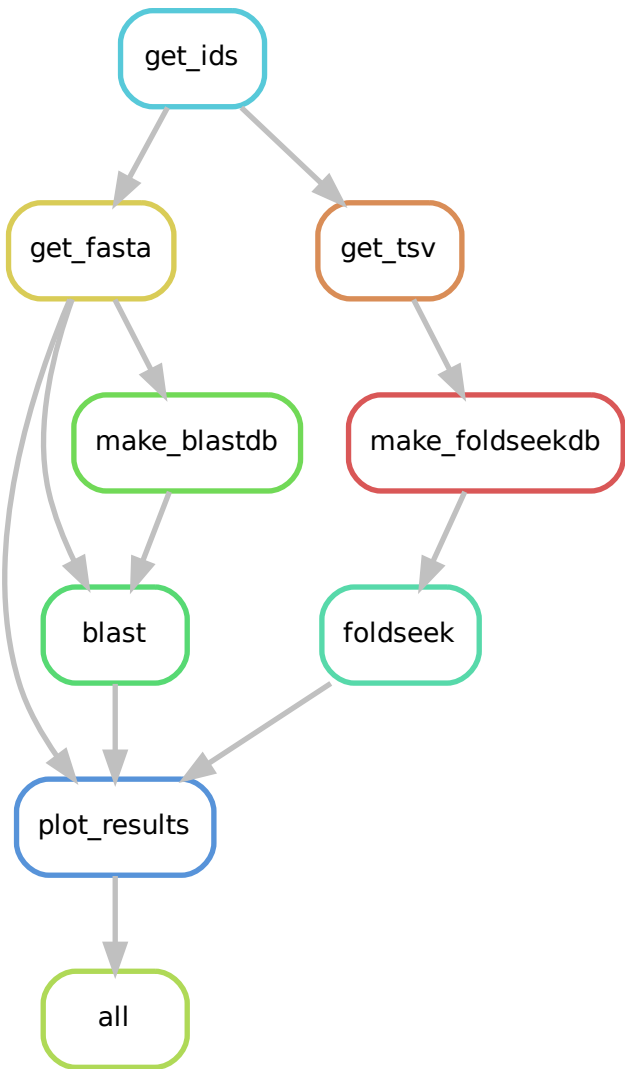 get_ids
get_fasta
get_tsv
make_blastdb
make_foldseekdb
blast
foldseek
plot_results
all